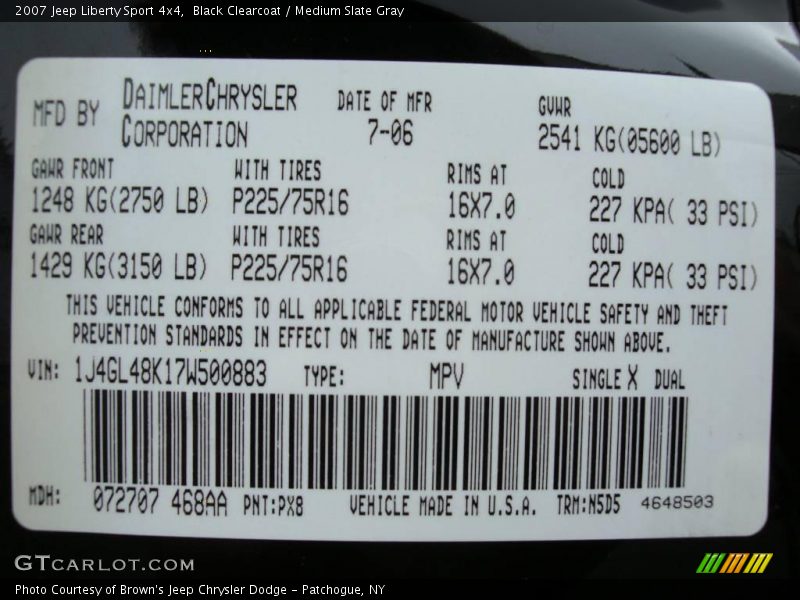 2007 Jeep Liberty Sport 4x4, Black Clearcoat / Medium Slate Gray
MFD BY DAIMLERCHRYSLER CORPORATION DATE OF MFR 7-06 GVWR 2541 KG(05600 LB)
GAWR FRONT WITH TIRES RIMS AT COLD
1248 KG(2750 LB) P225/75R16 16X7.0 227 KPA( 33 PSI)
GAWR REAR WITH TIRES RIMS AT COLD
1429 KG(3150 LB) P225/75R16 16X7.0 227 KPA( 33 PSI)
THIS VEHICLE CONFORMS TO ALL APPLICABLE FEDERAL MOTOR VEHICLE SAFETY AND THEFT
PREVENTION STANDARDS IN EFFECT ON THE DATE OF MANUFACTURE SHOWN ABOVE.
VIN: 1J4GL48K17W500883 TYPE: MPV SINGLE X DUAL
MDH: 072707 468AA PNT:PX8 VEHICLE MADE IN U.S.A. TRM:N5D5 4648503
GTCARLOT.COM
Photo Courtesy of Brown's Jeep Chrysler Dodge - Patchogue, NY